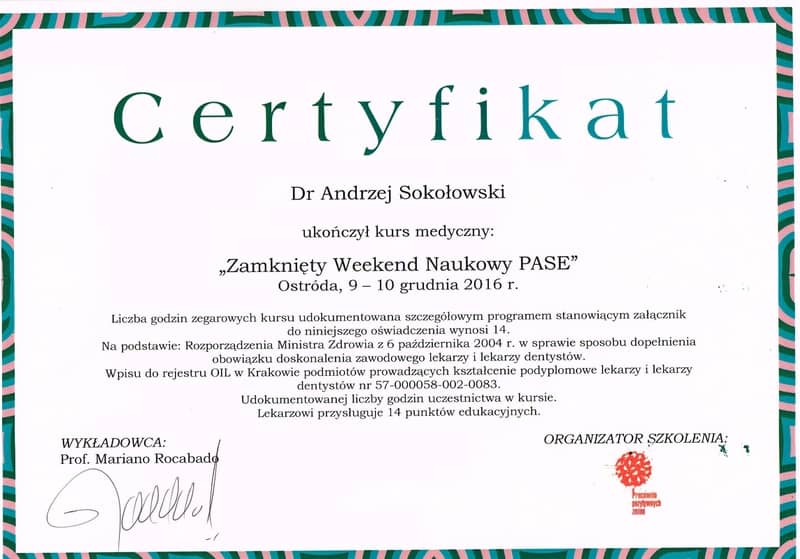 Certyfikat
Dr Andrzej Sokołowski
ukończył kurs medyczny:
„Zamknięty Weekend Naukowy PASE”
Ostróda, 9 – 10 grudnia 2016 r.
Liczba godzin zegarowych kursu udokumentowana szczegółowym programem stanowiącym załącznik
do niniejszego oświadczenia wynosi 14.
Na podstawie: Rozporządzenia Ministra Zdrowia z 6 października 2004 r. w sprawie sposobu dopełnienia
obowiązku doskonalenia zawodowego lekarzy i lekarzy dentystów.
Wpisu do rejestru OIL w Krakowie podmiotów prowadzących kształcenie podyplomowe lekarzy i lekarzy
dentystów nr 57-000058-002-0083.
Udokumentowanej liczby godzin uczestnictwa w kursie.
Lekarzowi przysługuje 14 punktów edukacyjnych.
WYKŁADOWCA:
Prof. Mariano Rocabado
ORGANIZATOR SZKOLENIA:
Pracownia
pozytywnych
zmian